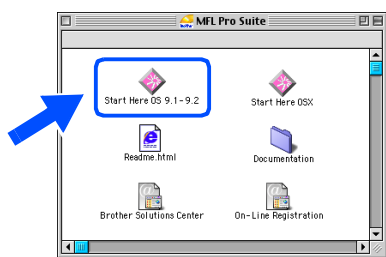 MFL Pro Suite
Start Here OS 9.1-9.2
Start Here OSX
Readme.html
Documentation
Brother Solutions Center
On-Line Registration